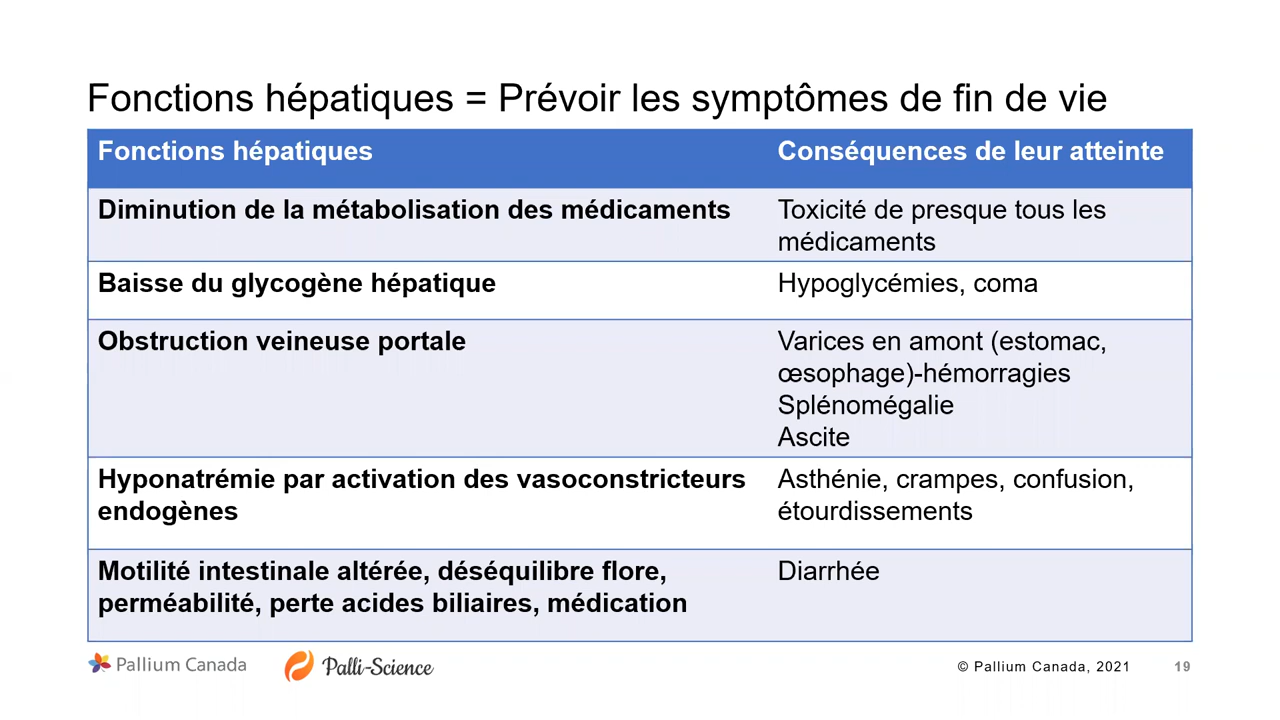 Fonctions hépatiques = Prévoir les symptômes de fin de vie
Fonctions hépatiques
Conséquences de leur atteinte
Diminution de la métabolisation des médicaments
Toxicité de presque tous les
médicaments
Baisse du glycogène hépatique
Hypoglycémies, coma
Obstruction veineuse portale
Varices en amont (estomac,
œsophage)-hémorragies
Splénomégalie
Ascite
Hyponatrémie par activation des vasoconstricteurs
endogènes
Asthénie, crampes, confusion,
étourdissements
Motilité intestinale altérée, déséquilibre flore,
perméabilité, perte acides biliaires, médication
Diarrhée
Pallium Canada
Palli-Science
© Pallium Canada, 2021
19